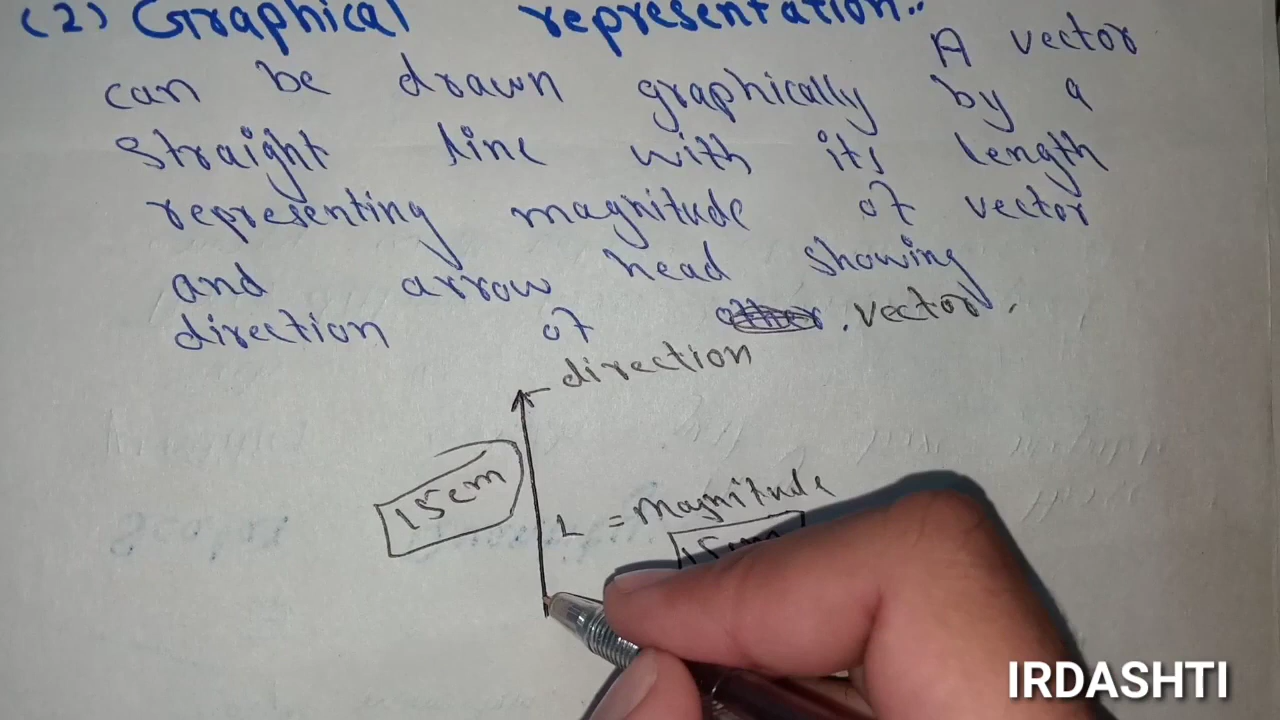 (2) Graphical representation..
A vector
can be drawn graphically by a
straight line with its length
representing magnitude of vector
and arrow head showing
direction of . vector.
direction
15cm
L = magnitude
15cm
IRDASHTI